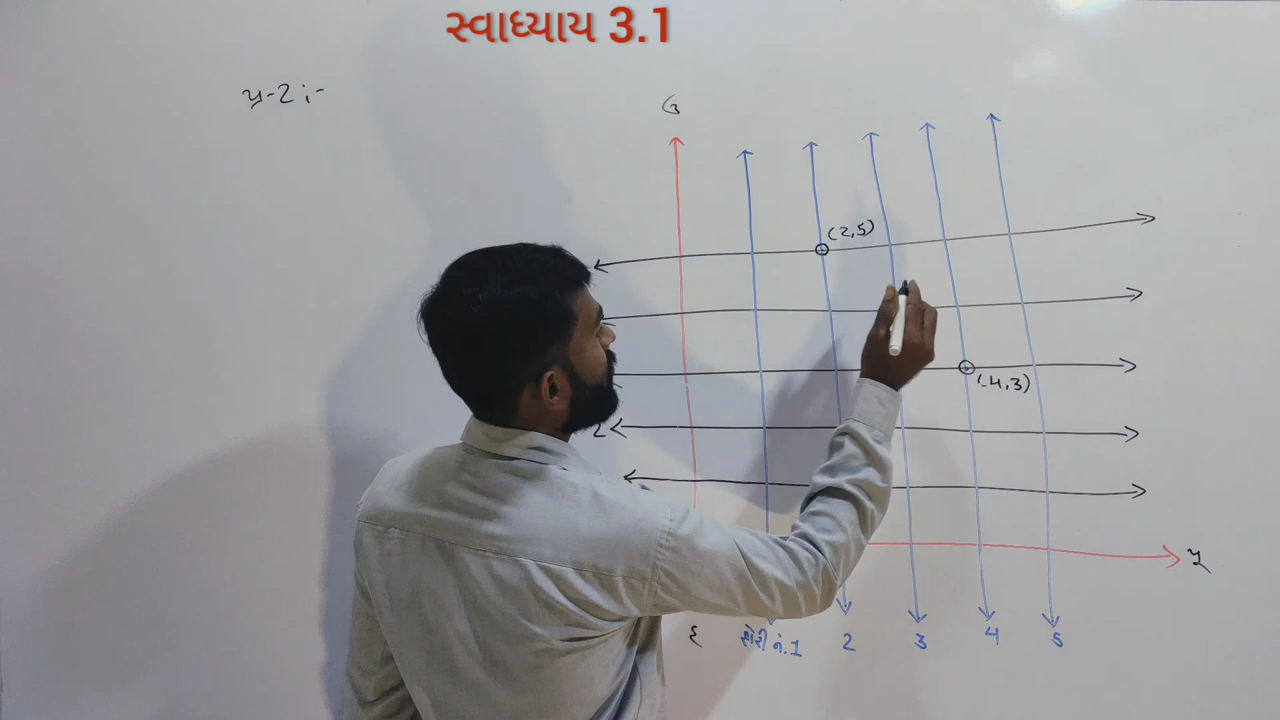 સ્વાધ્યાય 3.1
પ્ર-2 :-
ઉ
(2,5)
(4,3)
2
પૂ
દ
શેરી નં.1 2 3 4 5